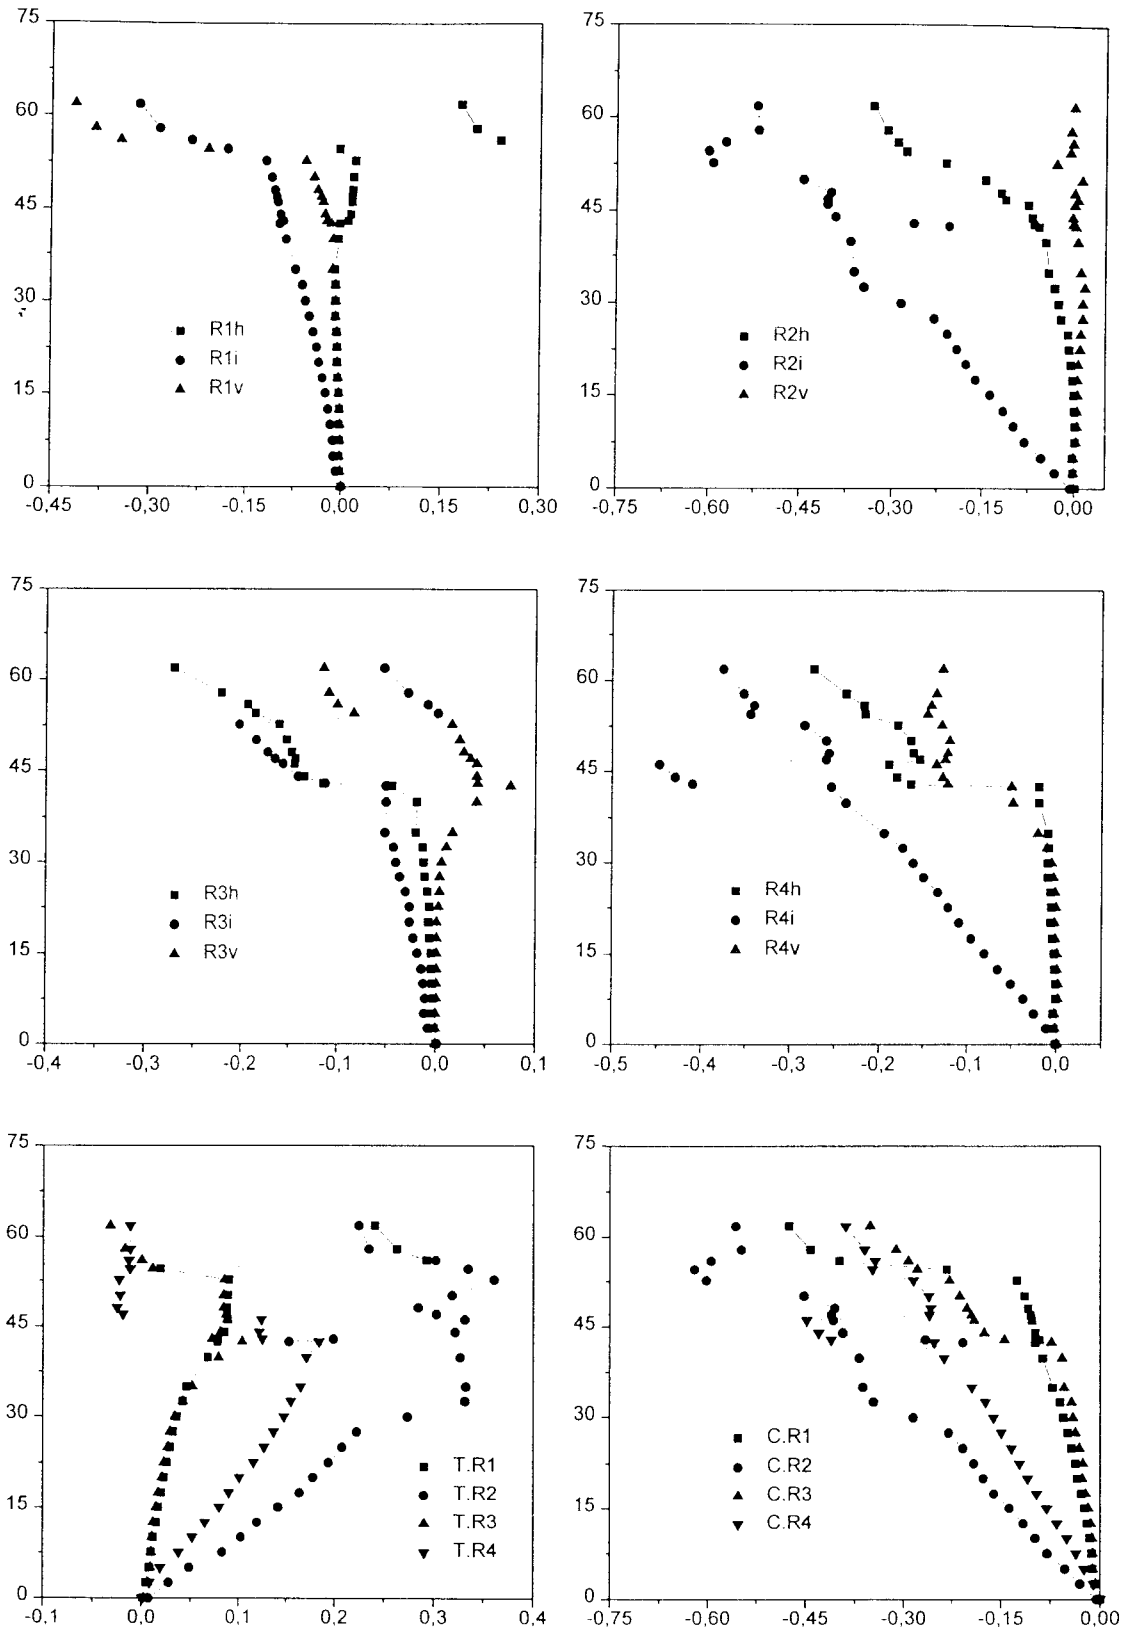 75
60
45
30
15
0
-0,45 -0,30 -0,15 0,00 0,15 0,30
R1h
R1i
R1v
75
60
45
30
15
0
-0,75 -0,60 -0,45 -0,30 -0,15 0,00
R2h
R2i
R2v
75
60
45
30
15
0
-0,4 -0,3 -0,2 -0,1 0,0 0,1
R3h
R3i
R3v
75
60
45
30
15
0
-0,5 -0,4 -0,3 -0,2 -0,1 0,0
R4h
R4i
R4v
75
60
45
30
15
0
-0,1 0,0 0,1 0,2 0,3 0,4
T.R1
T.R2
T.R3
T.R4
75
60
45
30
15
0
-0,75 -0,60 -0,45 -0,30 -0,15 0,00
C.R1
C.R2
C.R3
C.R4